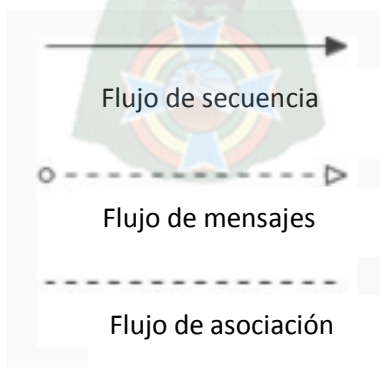 Flujo de secuencia
Flujo de mensajes
Flujo de asociación